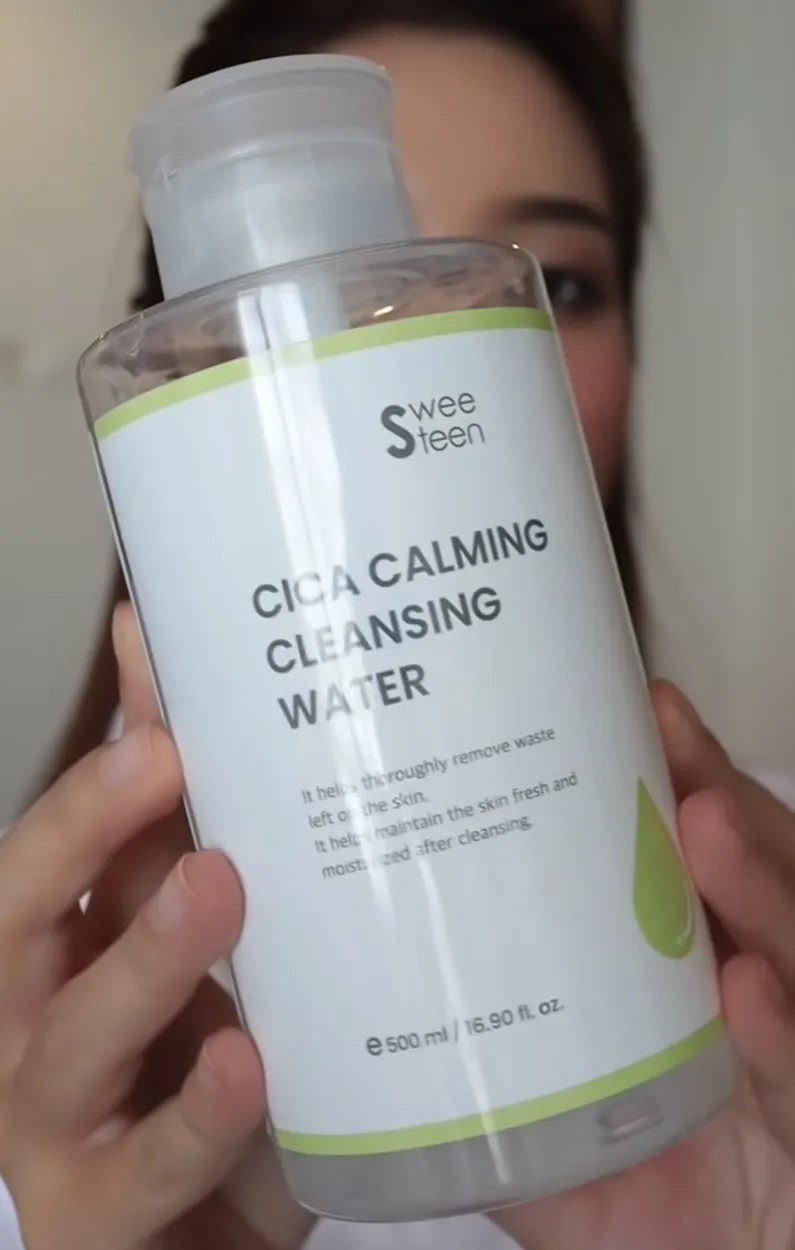 Swee
teen
CICA CALMING
CLEANSING
WATER
It helps thoroughly remove waste
left on the skin.
It helps maintain the skin fresh and
moisturized after cleansing.
e 500 ml / 16.90 fl. oz.